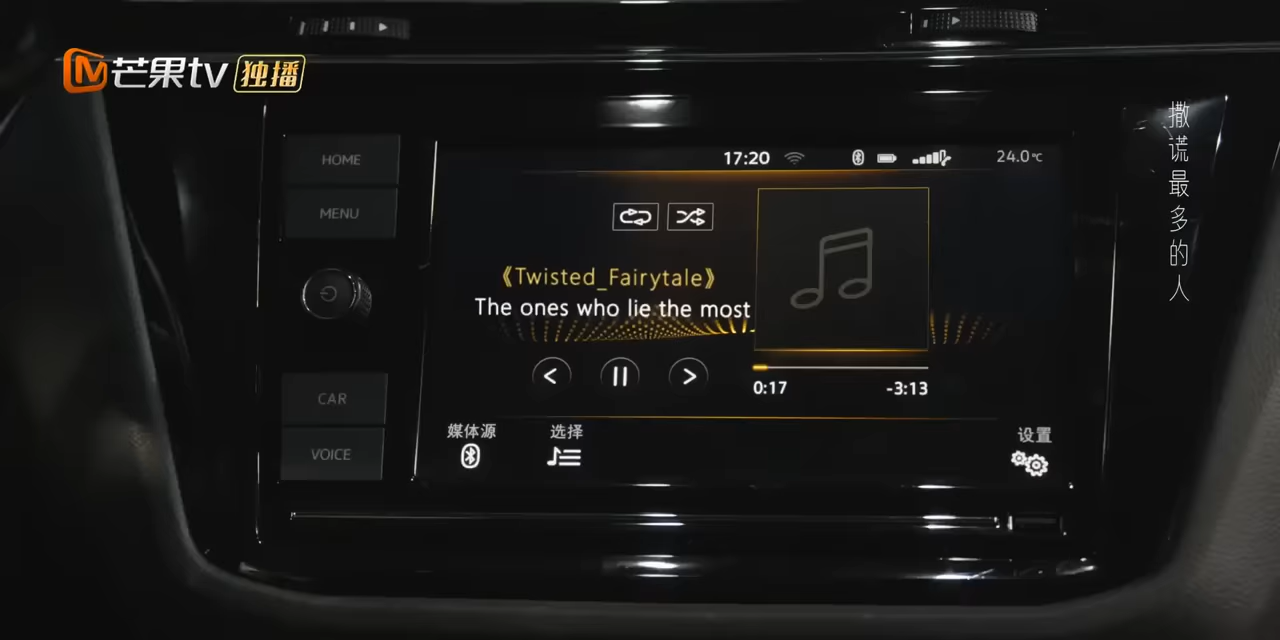 芒果tv 独播
撒谎最多的人
HOME
MENU
CAR
VOICE
17:20
24.0℃
《Twisted_Fairytale》
The ones who lie the most
0:17
-3:13
媒体源
选择
设置